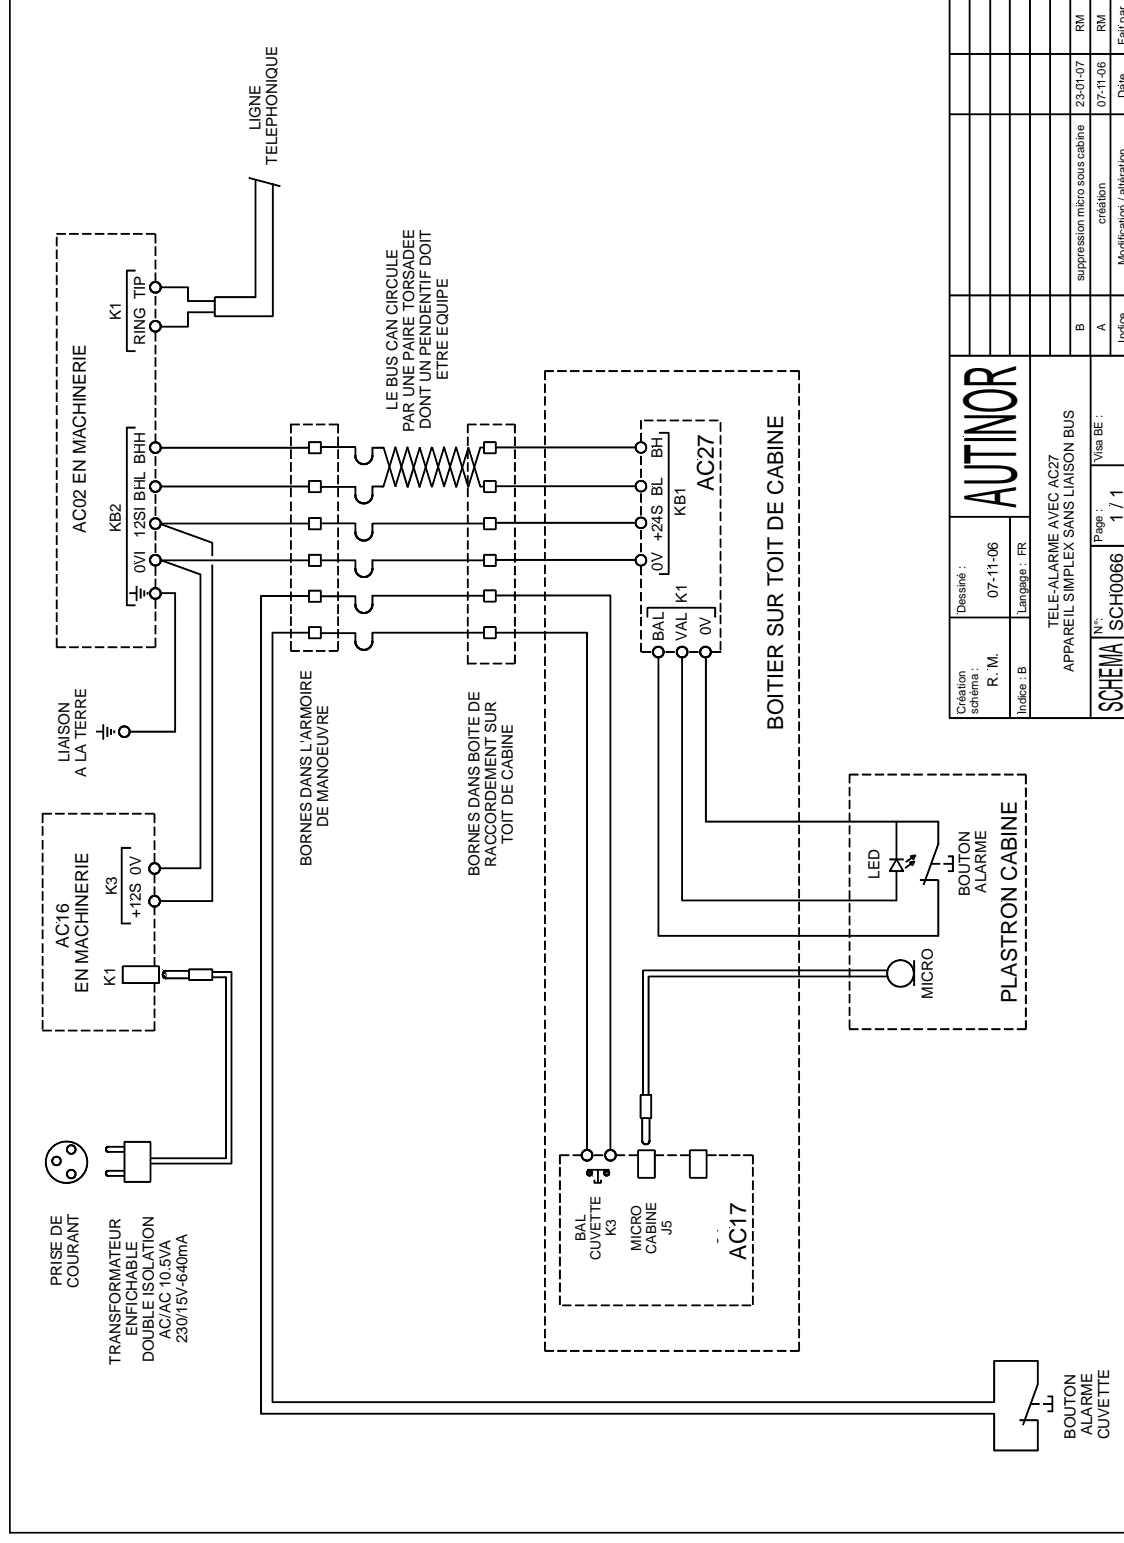 PRISE DE
COURANT
TRANSFORMATEUR
ENFICHABLE
DOUBLE ISOLATION
AC/AC 10.5VA
230/15V-640mA
AC16
EN MACHINERIE
K1
K3
+12S 0V
LIAISON
A LA TERRE
AC02 EN MACHINERIE
KB2
0VI 12SI BHL BHH
K1
RING TIP
LIGNE
TELEPHONIQUE
BORNES DANS L'ARMOIRE
DE MANOEUVRE
LE BUS CAN CIRCULE
PAR UNE PAIRE TORSADEE
DONT UN PENDENTIF DOIT
ETRE EQUIPE
BORNES DANS BOITE DE
RACCORDEMENT SUR
TOIT DE CABINE
BAL
CUVETTE
K3
MICRO
CABINE
J5
AC17
0V +24S BL BH
KB1
AC27
K1
BAL
VAL
0V
BOITIER SUR TOIT DE CABINE
LED
BOUTON
ALARME
MICRO
PLASTRON CABINE
BOUTON
ALARME
CUVETTE
Création
schéma :
R. M.
Dessiné :
07-11-06
AUTINOR
Indice : B
Langage : FR
TELE-ALARME AVEC AC27
APPAREIL SIMPLEX SANS LIAISON BUS
SCHEMA
N°:
SCH0066
Page :
1 / 1
Visa BE :
B suppression micro sous cabine 23-01-07 RM
A création 07-11-06 RM
Indice Modification / altération Date Fait par